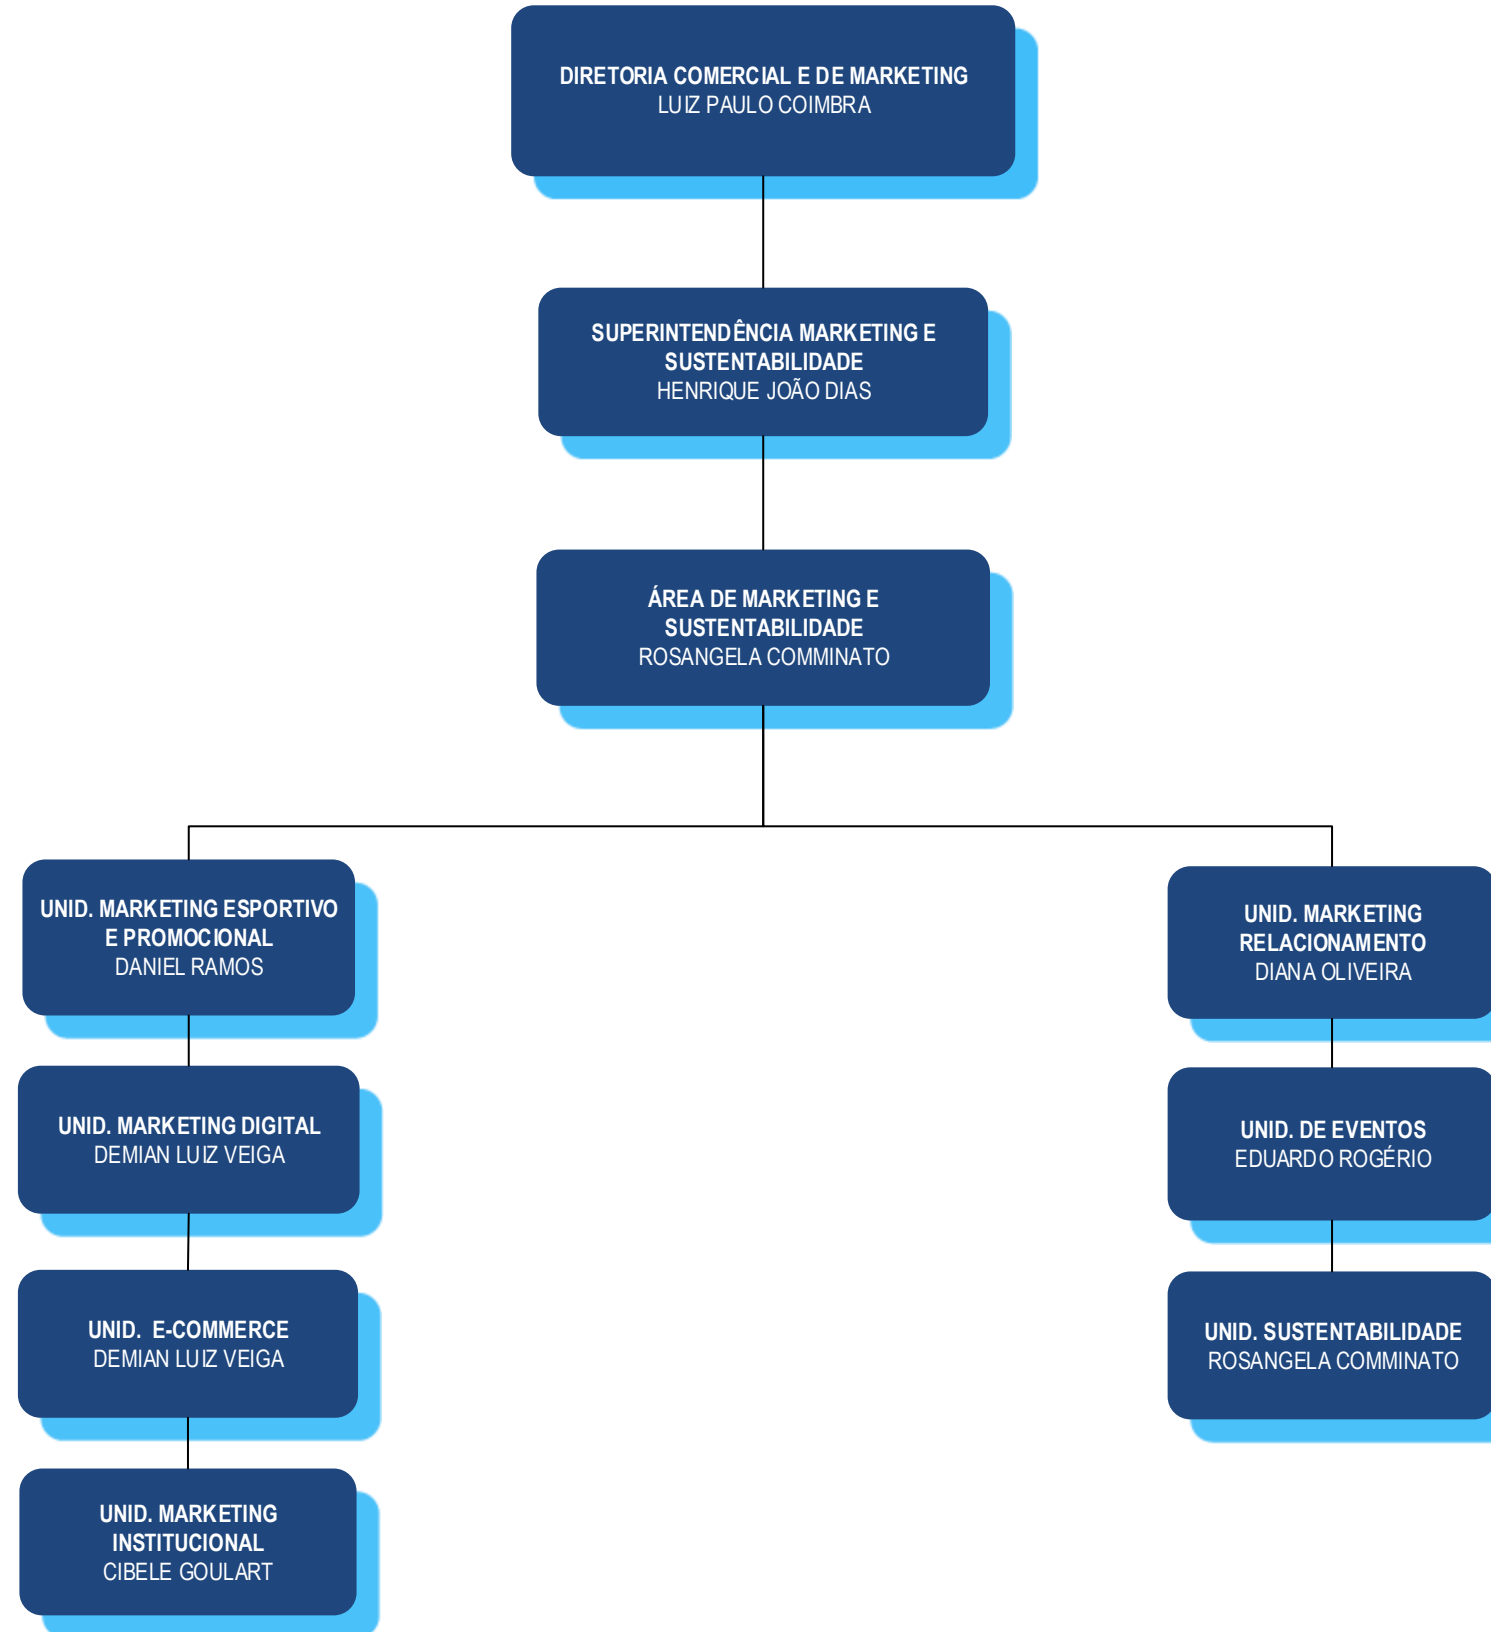 DIRETORIA COMERCIAL E DE MARKETING
LUIZ PAULO COIMBRA
SUPERINTENDÊNCIA MARKETING E
SUSTENTABILIDADE
HENRIQUE JOÃO DIAS
ÁREA DE MARKETING E
SUSTENTABILIDADE
ROSANGELA COMMINATO
UNID. MARKETING ESPORTIVO
E PROMOCIONAL
DANIEL RAMOS
UNID. MARKETING DIGITAL
DEMIAN LUIZ VEIGA
UNID. E-COMMERCE
DEMIAN LUIZ VEIGA
UNID. MARKETING
INSTITUCIONAL
CIBELE GOULART
UNID. MARKETING
RELACIONAMENTO
DIANA OLIVEIRA
UNID. DE EVENTOS
EDUARDO ROGÉRIO
UNID. SUSTENTABILIDADE
ROSANGELA COMMINATO